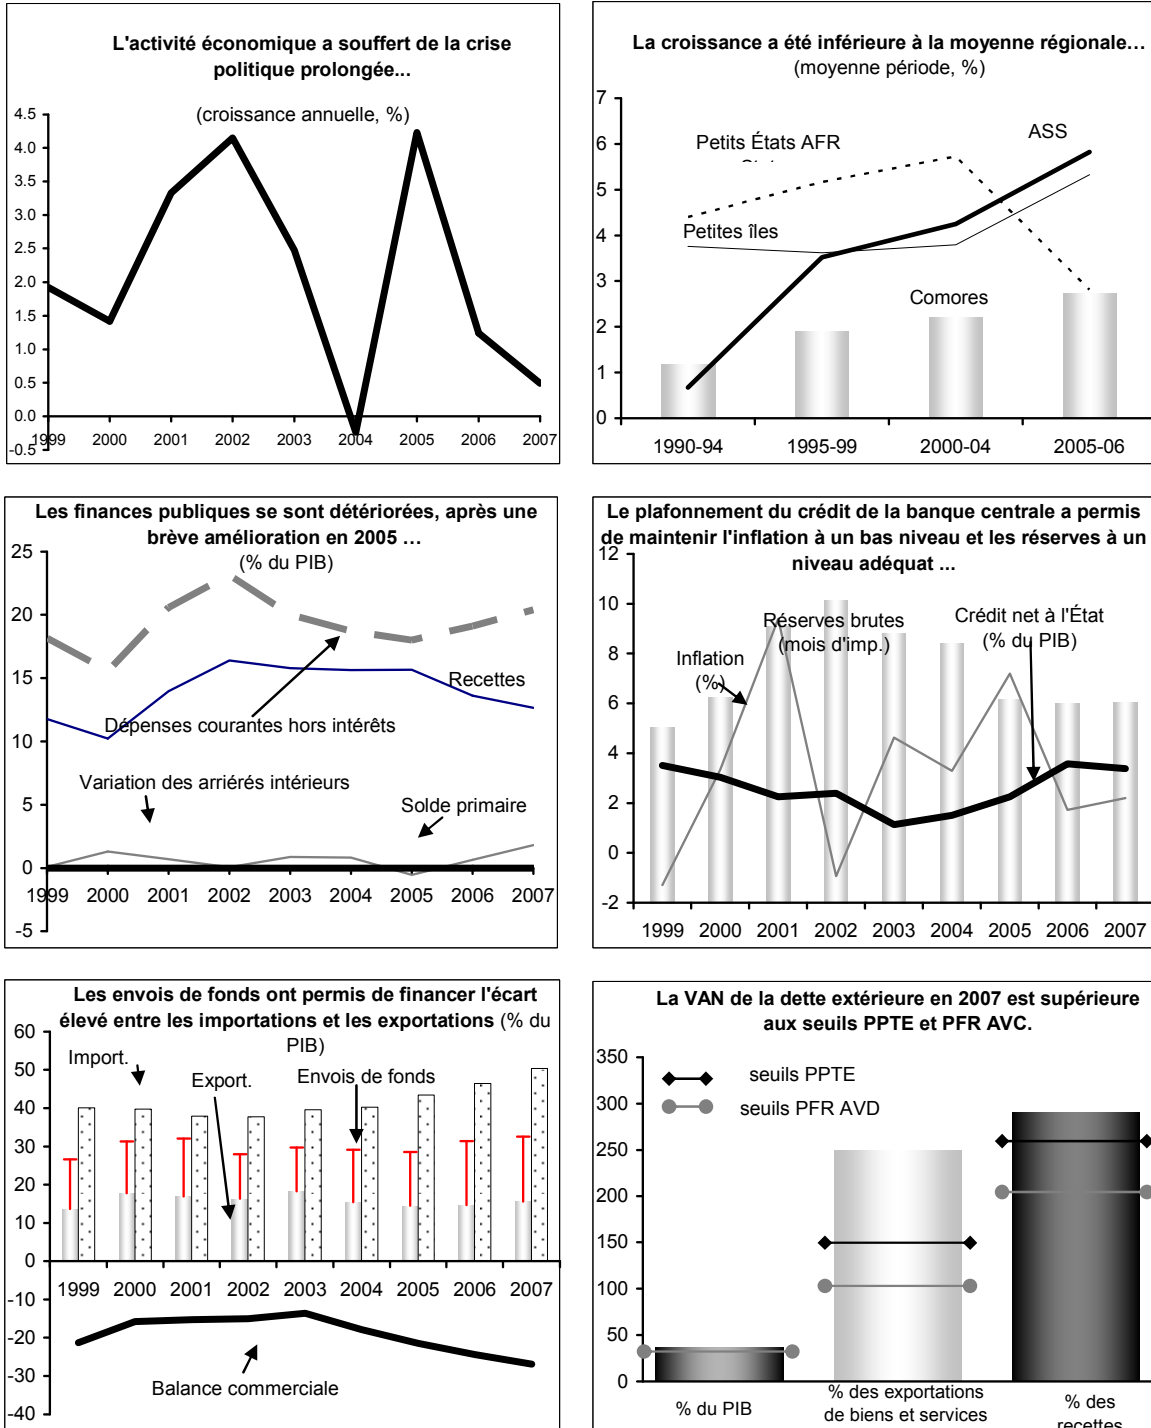 L'activité économique a souffert de la crise
politique prolongée...
(croissance annuelle, %)
4.5
4.0
3.5
3.0
2.5
2.0
1.5
1.0
0.5
0.0
-0.5
1999 2000 2001 2002 2003 2004 2005 2006 2007
La croissance a été inférieure à la moyenne régionale…
(moyenne période, %)
7
6
5
4
3
2
1
0
Petits États AFR
ASS
Petites îles
Comores
1990-94 1995-99 2000-04 2005-06
Les finances publiques se sont détériorées, après une
brève amélioration en 2005 …
(% du PIB)
25
20
15
10
5
0
-5
Recettes
Dépenses courantes hors intérêts
Variation des arriérés intérieurs
Solde primaire
1999 2000 2001 2002 2003 2004 2005 2006 2007
Le plafonnement du crédit de la banque centrale a permis
de maintenir l'inflation à un bas niveau et les réserves à un
niveau adéquat ...
12
10
8
6
4
2
0
-2
Réserves brutes
(mois d'imp.)
Crédit net à l'État
(% du PIB)
Inflation
(%)
1999 2000 2001 2002 2003 2004 2005 2006 2007
Les envois de fonds ont permis de financer l'écart
élevé entre les importations et les exportations (% du
PIB)
60
50
40
30
20
10
0
-10
-20
-30
-40
Import.
Export.
Envois de fonds
1999 2000 2001 2002 2003 2004 2005 2006 2007
Balance commerciale
La VAN de la dette extérieure en 2007 est supérieure
aux seuils PPTE et PFR AVC.
350
300
250
200
150
100
50
0
seuils PPTE
seuils PFR AVD
% du PIB
% des exportations
de biens et services
% des
recettes